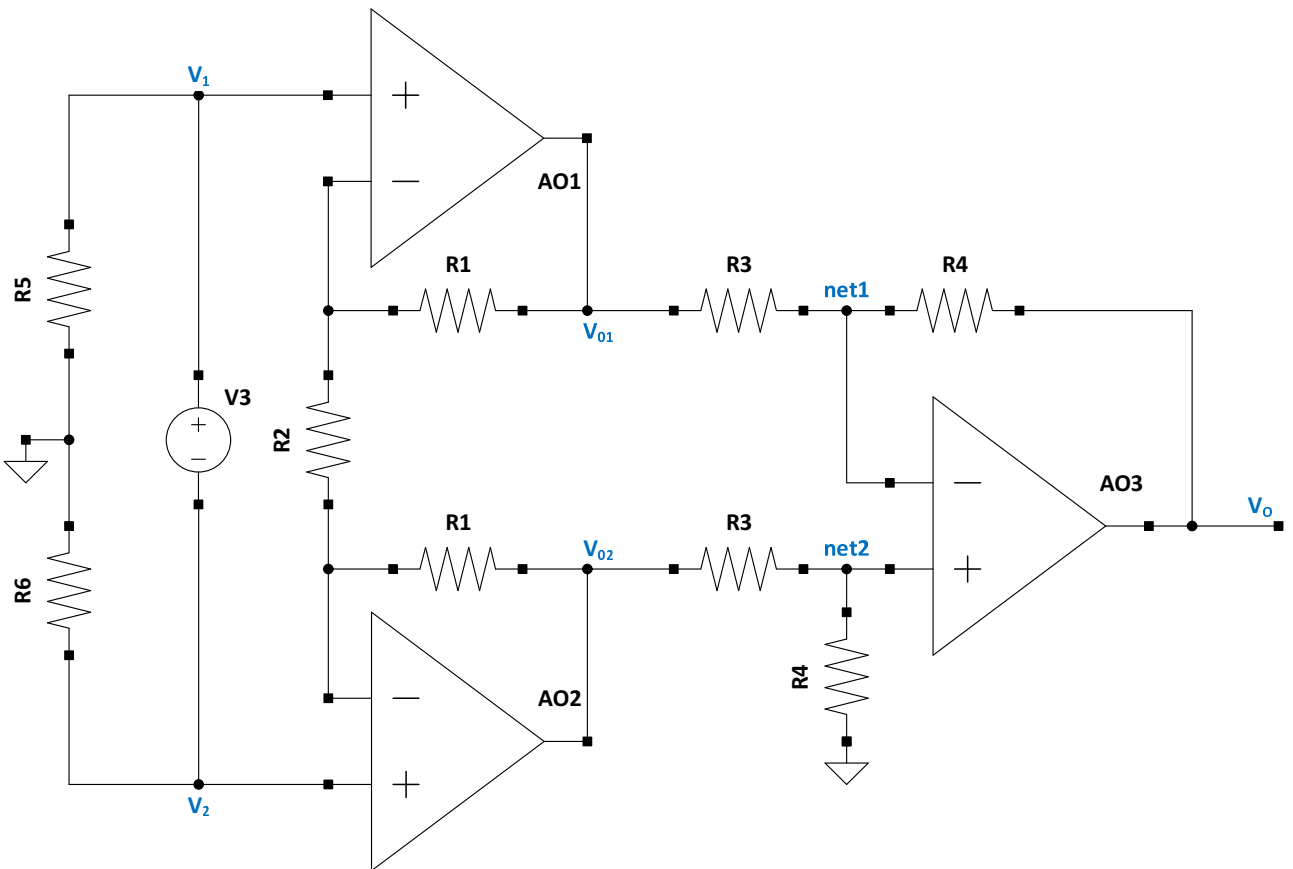 V₁
+
−
AO1
R5
R1
R3
R4
net1
V₀₁
V3
+
−
R2
AO3
−
Vₒ
R1
R3
V₀₂
net2
+
R6
R4
AO2
−
+
V₂